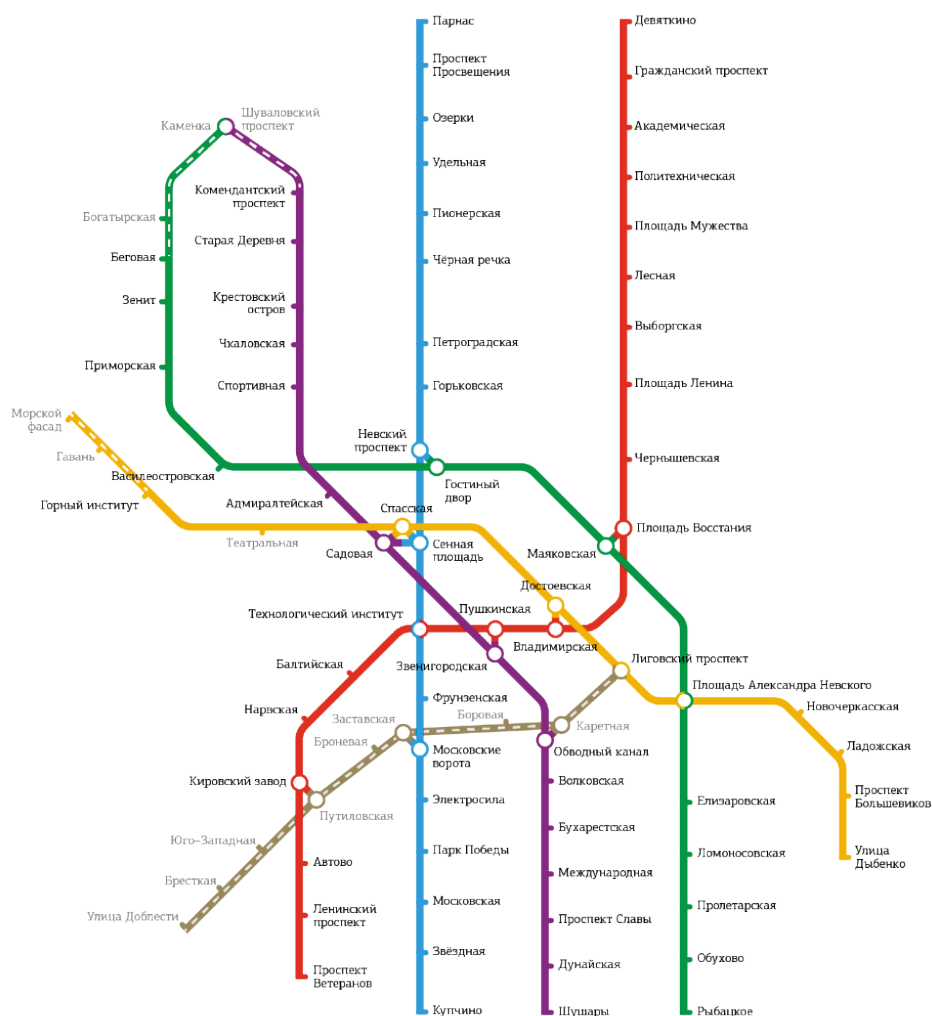 Парнас
Девяткино
Проспект
Просвещения
Гражданский проспект
Шуваловский
проспект
Каменка
Озерки
Академическая
Удельная
Политехническая
Комендантский
проспект
Богатырская
Пионерская
Площадь Мужества
Старая Деревня
Беговая
Чёрная речка
Лесная
Зенит
Крестовский
остров
Выборгская
Чкаловская
Петроградская
Приморская
Спортивная
Горьковская
Площадь Ленина
Морской
фасад
Невский
проспект
Гавань
Чернышевская
Василеостровская
Гостиный
двор
Горный институт
Адмиралтейская
Спасская
Площадь Восстания
Театральная
Садовая
Сенная
площадь
Маяковская
Достоевская
Технологический институт
Пушкинская
Владимирская
Балтийская
Звенигородская
Лиговский проспект
Площадь Александра Невского
Фрунзенская
Нарвская
Заставская
Боровая
Каретная
Новочеркасская
Броневая
Московские
ворота
Обводный канал
Ладожская
Кировский завод
Волковская
Проспект
Большевиков
Путиловская
Электросила
Елизаровская
Бухарестская
Юго-Западная
Парк Победы
Ломоносовская
Улица
Дыбенко
Автово
Международная
Бресткая
Московская
Пролетарская
Улица Доблести
Ленинский
проспект
Проспект Славы
Звёздная
Дунайская
Обухово
Проспект
Ветеранов
Купчино
Шушары
Рыбацкое